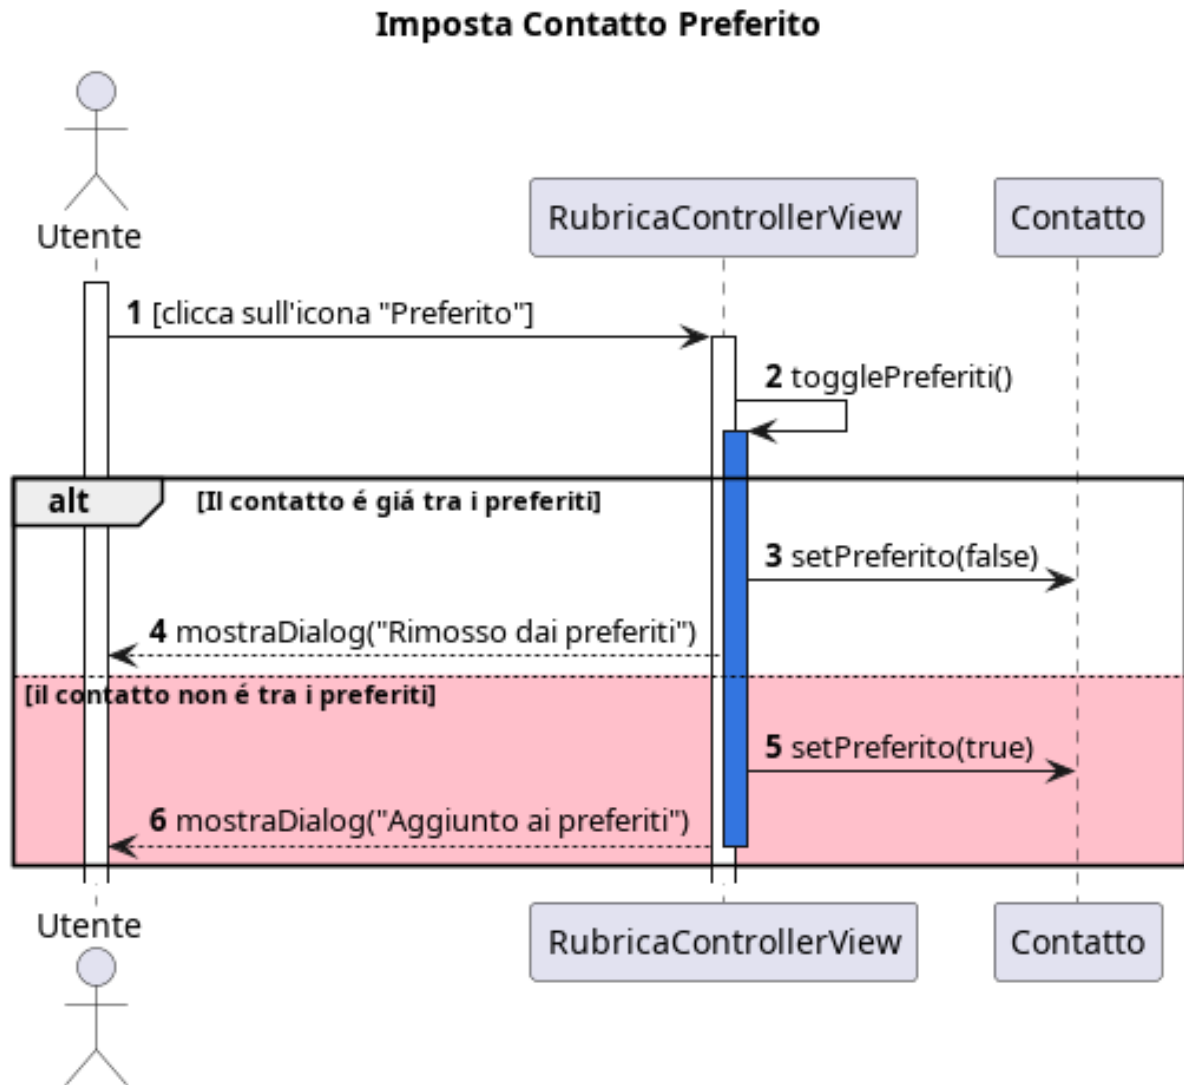 Imposta Contatto Preferito
Utente
RubricaControllerView
Contatto
1 [clicca sull'icona "Preferito"]
2 togglePreferiti()
alt
[Il contatto é giá tra i preferiti]
3 setPreferito(false)
4 mostraDialog("Rimosso dai preferiti")
[il contatto non é tra i preferiti]
5 setPreferito(true)
6 mostraDialog("Aggiunto ai preferiti")
Utente
RubricaControllerView
Contatto